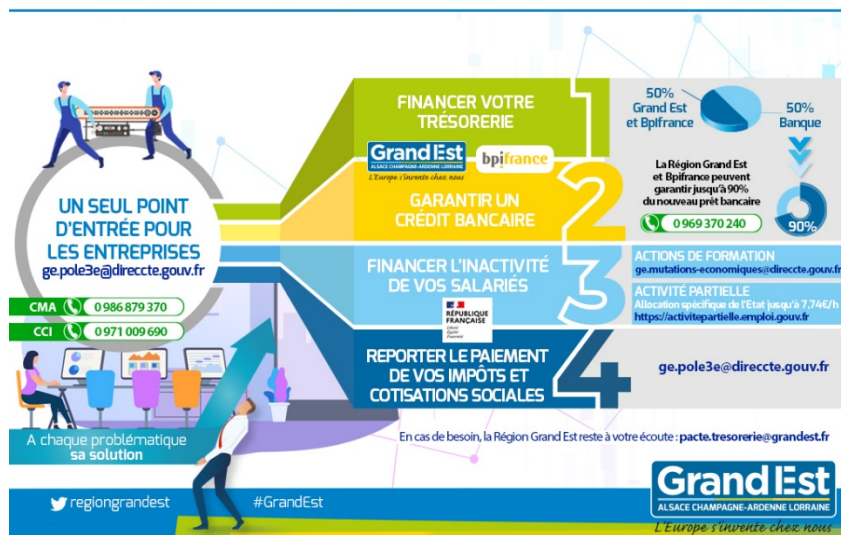 UN SEUL POINT
D'ENTRÉE POUR
LES ENTREPRISES
ge.pole3e@direccte.gouv.fr
CMA 0 986 879 370
CCI 0 971 009 690
A chaque problématique
sa solution
FINANCER VOTRE
TRÉSORERIE
1
50%
Grand Est
et Bpifrance
50%
Banque
Grand Est
ALSACE CHAMPAGNE-ARDENNE LORRAINE
L'Europe s'invente chez nous
bpifrance
GARANTIR UN
CRÉDIT BANCAIRE
2
La Région Grand Est
et Bpifrance peuvent
garantir jusqu'à 90%
du nouveau prêt bancaire
0 969 370 240
90%
FINANCER L'INACTIVITÉ
DE VOS SALARIÉS
3
ACTIONS DE FORMATION
ge.mutations-economiques@direccte.gouv.fr
ACTIVITÉ PARTIELLE
Allocation spécifique de l'Etat jusqu'à 7,74€/h
https://activitepartielle.emploi.gouv.fr
RÉPUBLIQUE
FRANÇAISE
Liberté
Égalité
Fraternité
REPORTER LE PAIEMENT
DE VOS IMPÔTS ET
COTISATIONS SOCIALES
4
ge.pole3e@direccte.gouv.fr
En cas de besoin, la Région Grand Est reste à votre écoute : pacte.tresorerie@grandest.fr
regiongrandest
#GrandEst
Grand Est
ALSACE CHAMPAGNE-ARDENNE LORRAINE
L'Europe s'invente chez nous